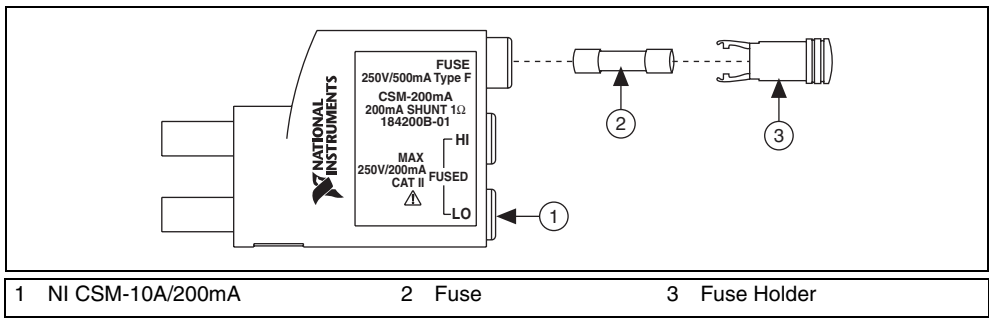 FUSE
250V/500mA Type F
CSM-200mA
200mA SHUNT 1Ω
184200B-01
HI
MAX
250V/200mA
CAT II
FUSED
LO
NATIONAL
INSTRUMENTS
2
3
1
1 NI CSM-10A/200mA 2 Fuse 3 Fuse Holder